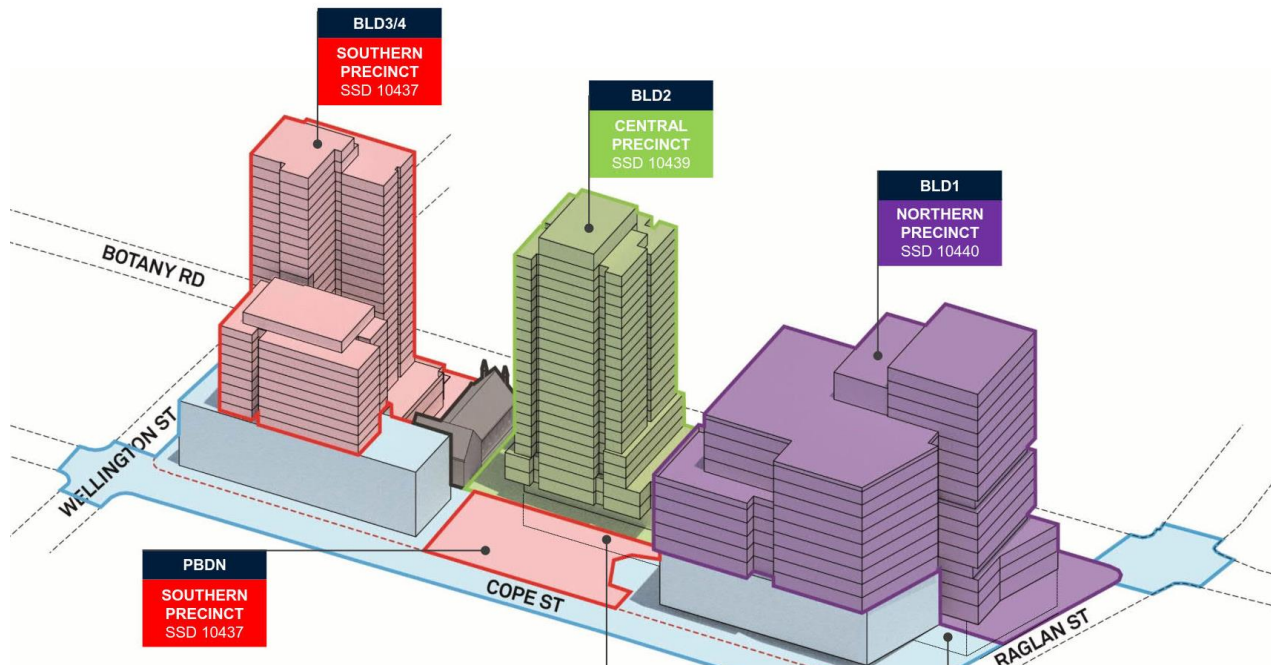 BLD3/4
SOUTHERN
PRECINCT
SSD 10437
BLD2
CENTRAL
PRECINCT
SSD 10439
BLD1
NORTHERN
PRECINCT
SSD 10440
BOTANY RD
WELLINGTON ST
PBDN
SOUTHERN
PRECINCT
SSD 10437
COPE ST
RAGLAN ST